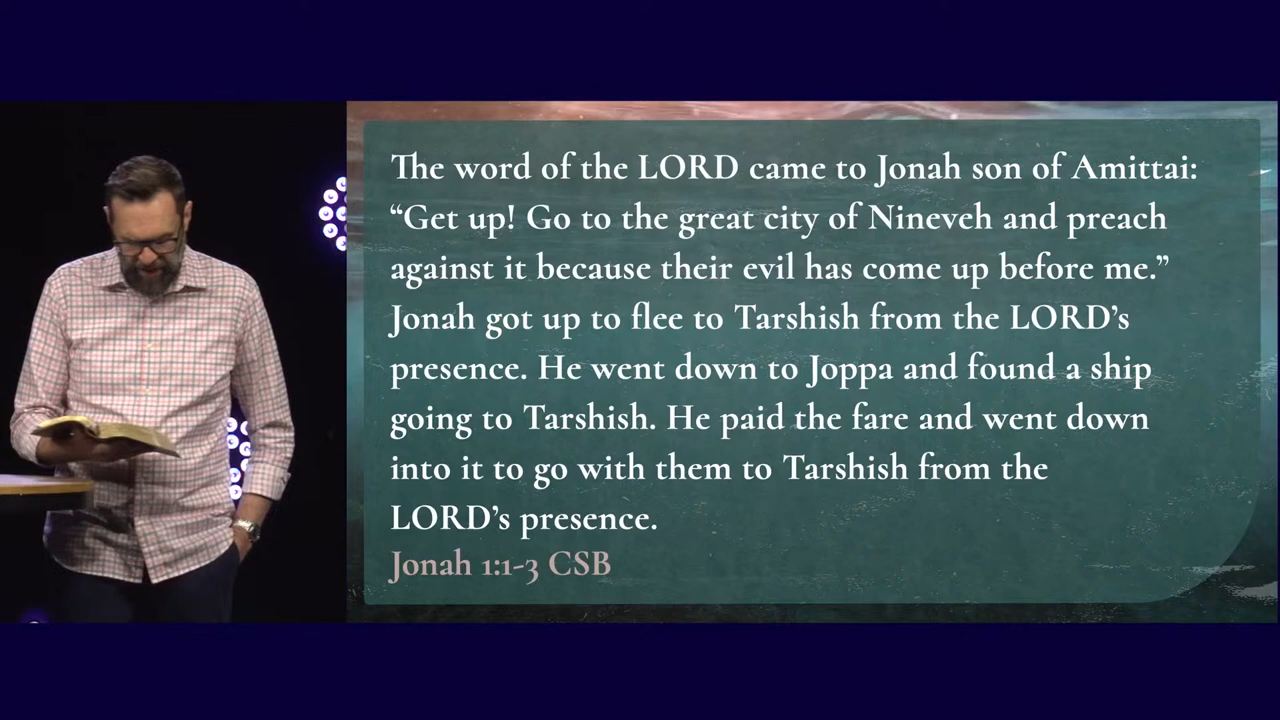 The word of the LORD came to Jonah son of Amittai:
“Get up! Go to the great city of Nineveh and preach
against it because their evil has come up before me.”
Jonah got up to flee to Tarshish from the LORD’s
presence. He went down to Joppa and found a ship
going to Tarshish. He paid the fare and went down
into it to go with them to Tarshish from the
LORD’s presence.
Jonah 1:1-3 CSB